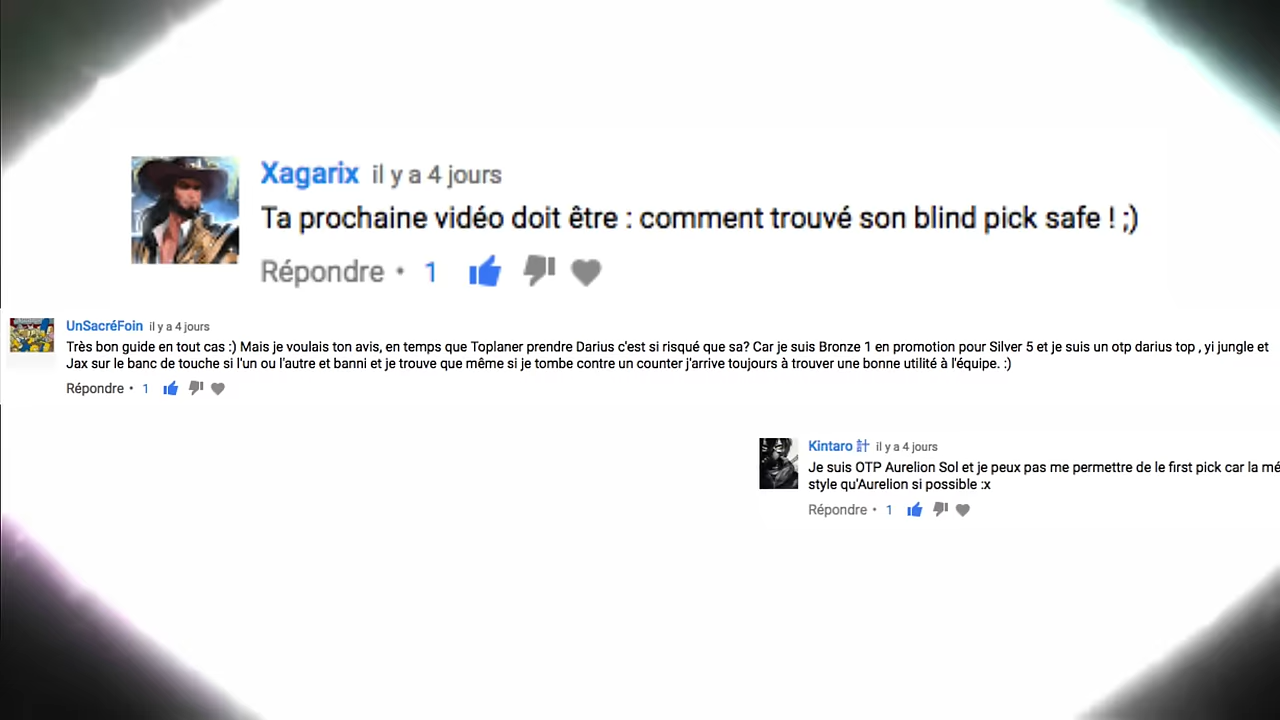 Xagarix il y a 4 jours
Ta prochaine vidéo doit être : comment trouvé son blind pick safe ! ;)
Répondre • 1
UnSacréFoin il y a 4 jours
Très bon guide en tout cas :) Mais je voulais ton avis, en temps que Toplaner prendre Darius c'est si risqué que sa? Car je suis Bronze 1 en promotion pour Silver 5 et je suis un otp darius top , yi jungle et
Jax sur le banc de touche si l'un ou l'autre et banni et je trouve que même si je tombe contre un counter j'arrive toujours à trouver une bonne utilité à l'équipe. :)
Répondre • 1
Kintaro 計 il y a 4 jours
Je suis OTP Aurelion Sol et je peux pas me permettre de le first pick car la mé
style qu'Aurelion si possible :x
Répondre • 1